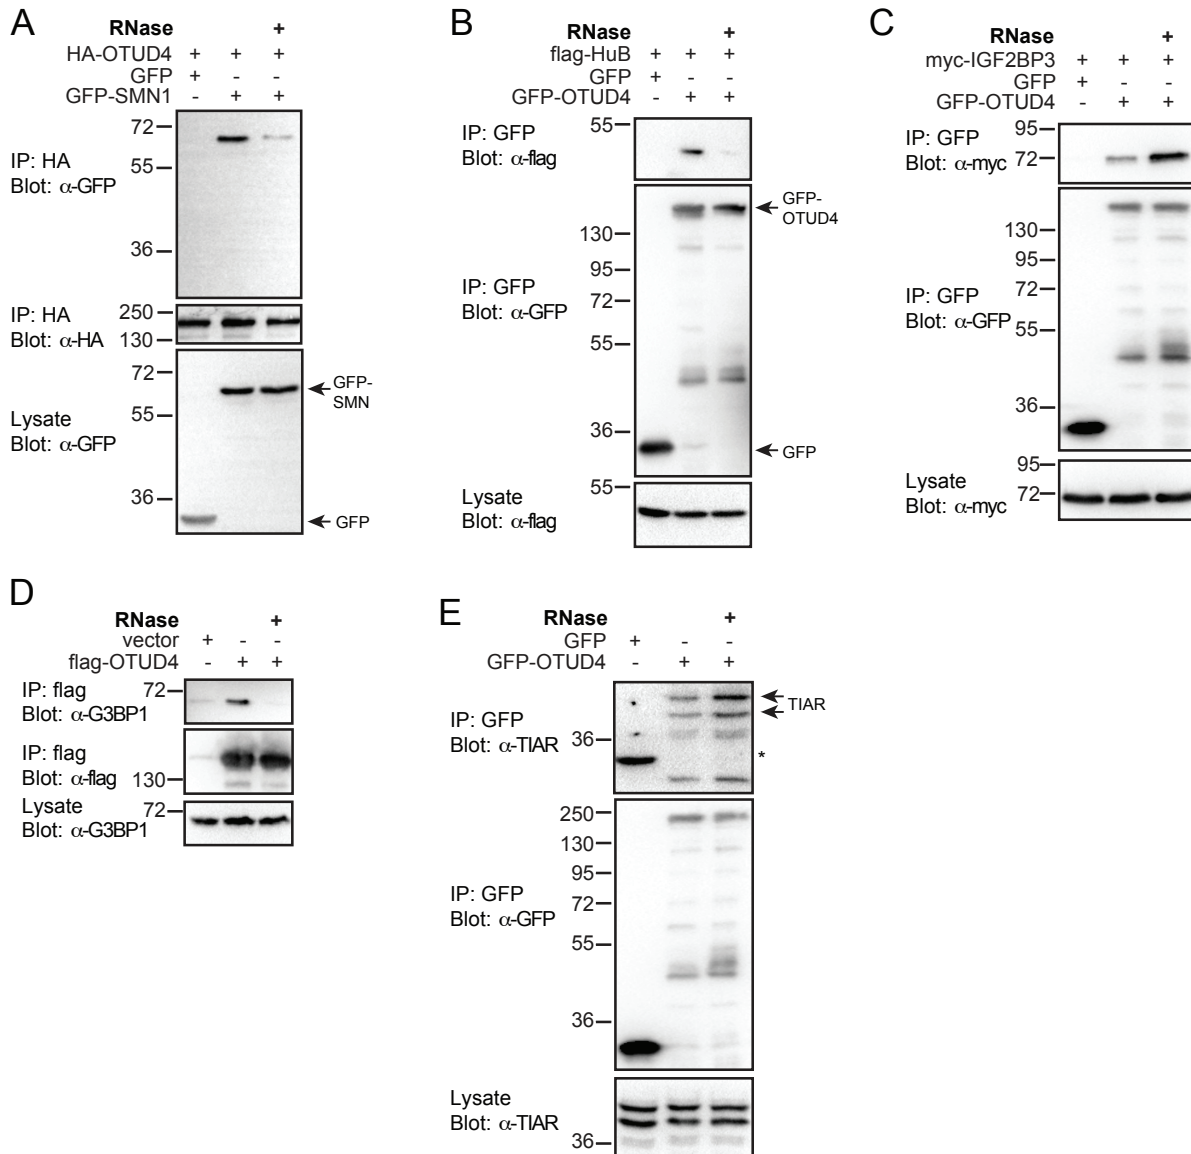 A
RNase +
HA-OTUD4 + + +
GFP + - -
GFP-SMN1 - + +
IP: HA
Blot: α-GFP
72
55
36
IP: HA
Blot: α-HA
250
130
Lysate
Blot: α-GFP
72
55
36
GFP-
SMN
GFP
B
RNase +
flag-HuB + + +
GFP + - -
GFP-OTUD4 - + +
IP: GFP
Blot: α-flag
55
IP: GFP
Blot: α-GFP
130
95
72
55
36
GFP-
OTUD4
GFP
Lysate
Blot: α-flag
55
C
RNase +
myc-IGF2BP3 + + +
GFP + - -
GFP-OTUD4 - + +
IP: GFP
Blot: α-myc
95
72
IP: GFP
Blot: α-GFP
130
95
72
55
36
Lysate
Blot: α-myc
95
72
D
RNase +
vector + - -
flag-OTUD4 - + +
IP: flag
Blot: α-G3BP1
72
IP: flag
Blot: α-flag
130
Lysate
Blot: α-G3BP1
72
E
RNase +
GFP + - -
GFP-OTUD4 - + +
IP: GFP
Blot: α-TIAR
36
TIAR
*
IP: GFP
Blot: α-GFP
250
130
95
72
55
36
Lysate
Blot: α-TIAR
36